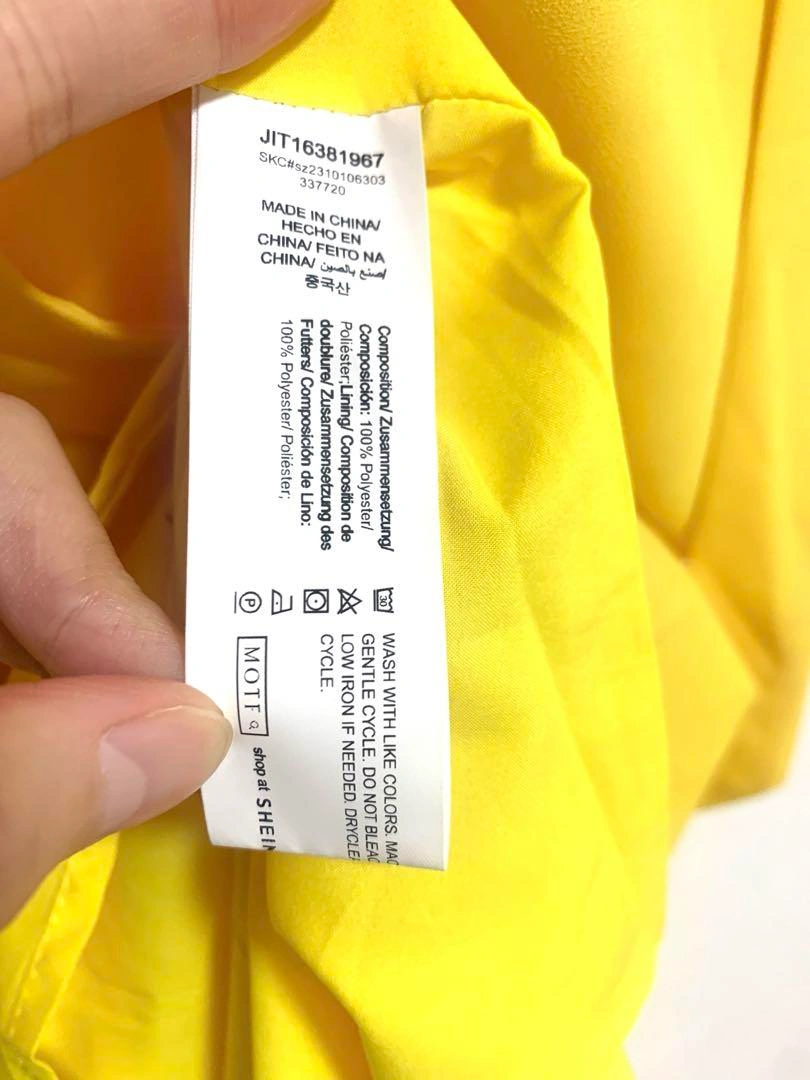 JIT16381967
SKC#sz2310106303
337720
MADE IN CHINA/
HECHO EN
CHINA/ FEITO NA
CHINA/ صنع بالصين/
중국산
Composition/ Zusammensetzung/
Composición: 100% Polyester/
Poliéster;Lining/ Composition de
doublure/ Zusammensetzung des
Futters/ Composición de Lino:
100% Polyester/ Poliéster;
30
P
WASH WITH LIKE COLORS. MAC
GENTLE CYCLE. DO NOT BLEAC
LOW IRON IF NEEDED. DRYCLE
CYCLE.
MOTF
shop at SHEIN